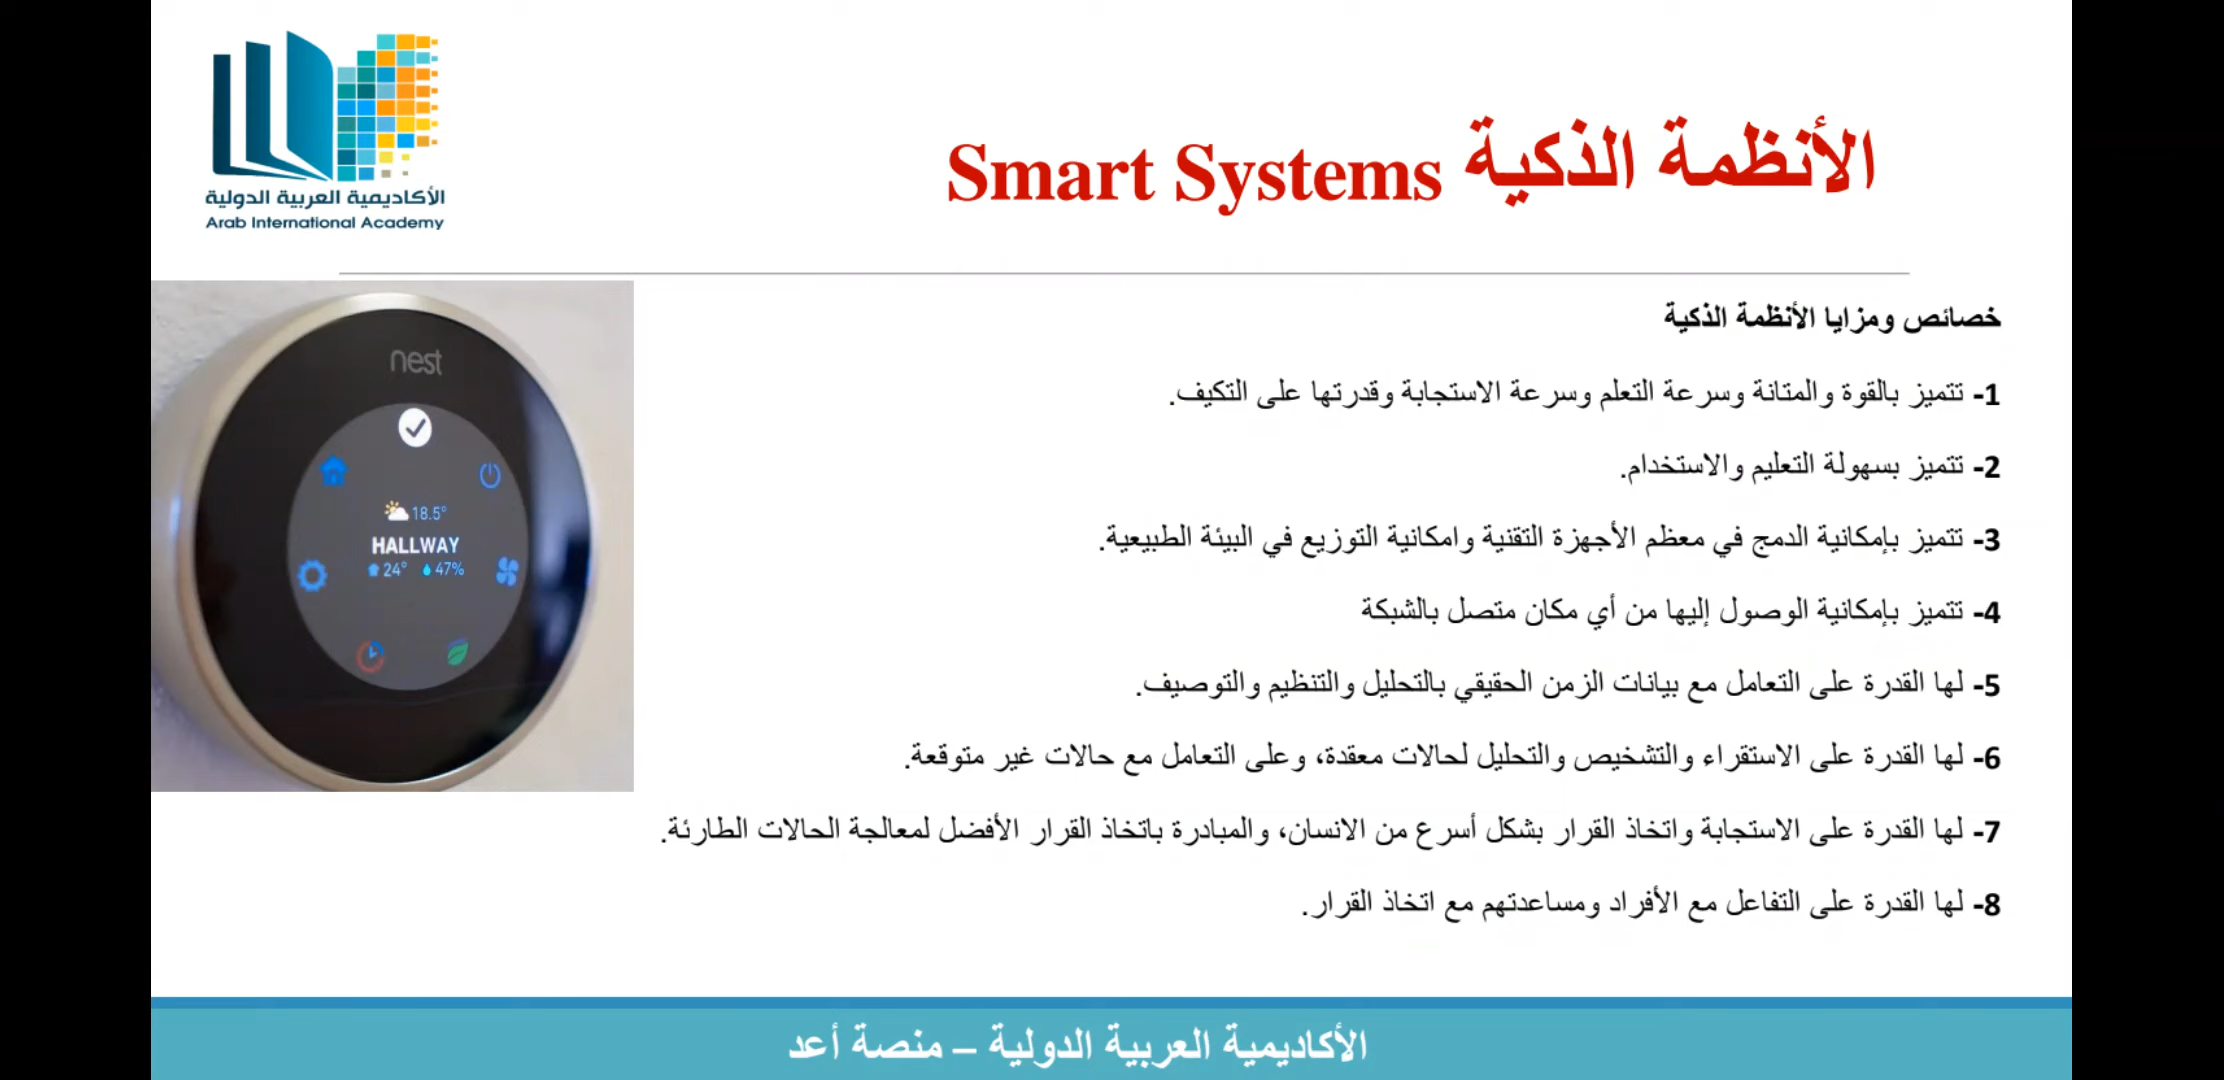 الأكاديمية العربية الدولية
Arab International Academy
الأنظمة الذكية Smart Systems
nest
18.5°
HALLWAY
24° 47%
خصائص ومزايا الأنظمة الذكية
1- تتميز بالقوة والمتانة وسرعة التعلم وسرعة الاستجابة وقدرتها على التكيف.
2- تتميز بسهولة التعليم والاستخدام.
3- تتميز بإمكانية الدمج في معظم الأجهزة التقنية وامكانية التوزيع في البيئة الطبيعية.
4- تتميز بإمكانية الوصول إليها من أي مكان متصل بالشبكة
5- لها القدرة على التعامل مع بيانات الزمن الحقيقي بالتحليل والتنظيم والتوصيف.
6- لها القدرة على الاستقراء والتشخيص والتحليل لحالات معقدة، وعلى التعامل مع حالات غير متوقعة.
7- لها القدرة على الاستجابة واتخاذ القرار بشكل أسرع من الانسان، والمبادرة باتخاذ القرار الأفضل لمعالجة الحالات الطارئة.
8- لها القدرة على التفاعل مع الأفراد ومساعدتهم مع اتخاذ القرار.
الأكاديمية العربية الدولية – منصة أعد